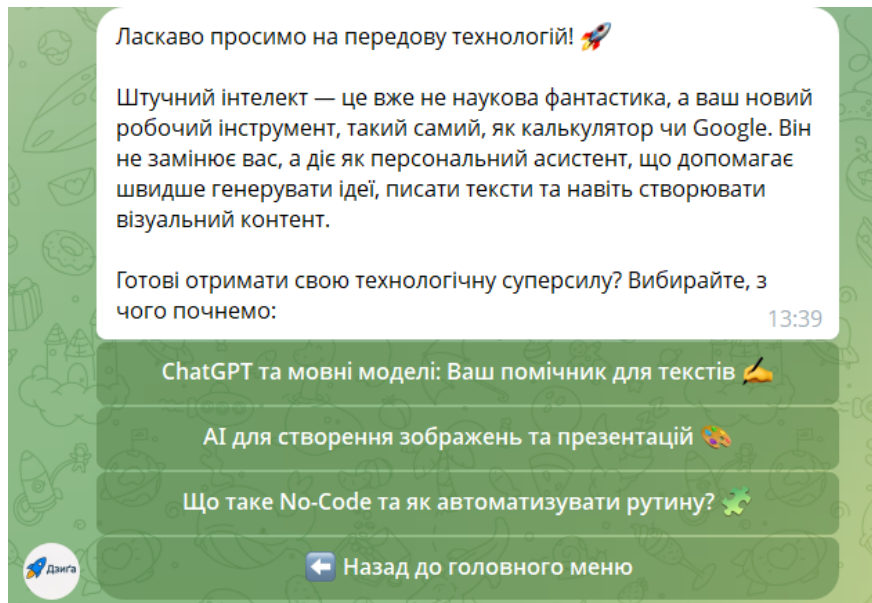 Ласкаво просимо на передову технологій! 🚀
Штучний інтелект — це вже не наукова фантастика, а ваш новий
робочий інструмент, такий самий, як калькулятор чи Google. Він
не замінює вас, а діє як персональний асистент, що допомагає
швидше генерувати ідеї, писати тексти та навіть створювати
візуальний контент.
Готові отримати свою технологічну суперсилу? Вибирайте, з
чого почнемо:
13:39
ChatGPT та мовні моделі: Ваш помічник для текстів ✍️
AI для створення зображень та презентацій 🎨
Що таке No-Code та як автоматизувати рутину? 🧩
⬅️ Назад до головного меню
Дзиґа